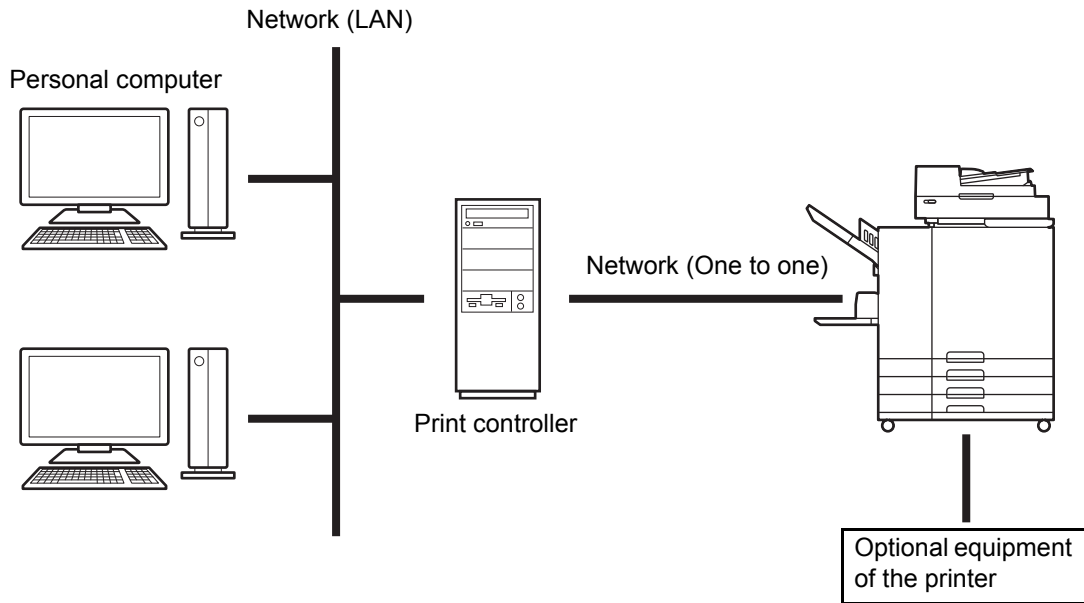 Network (LAN)
Personal computer
Network (One to one)
Print controller
Optional equipment
of the printer